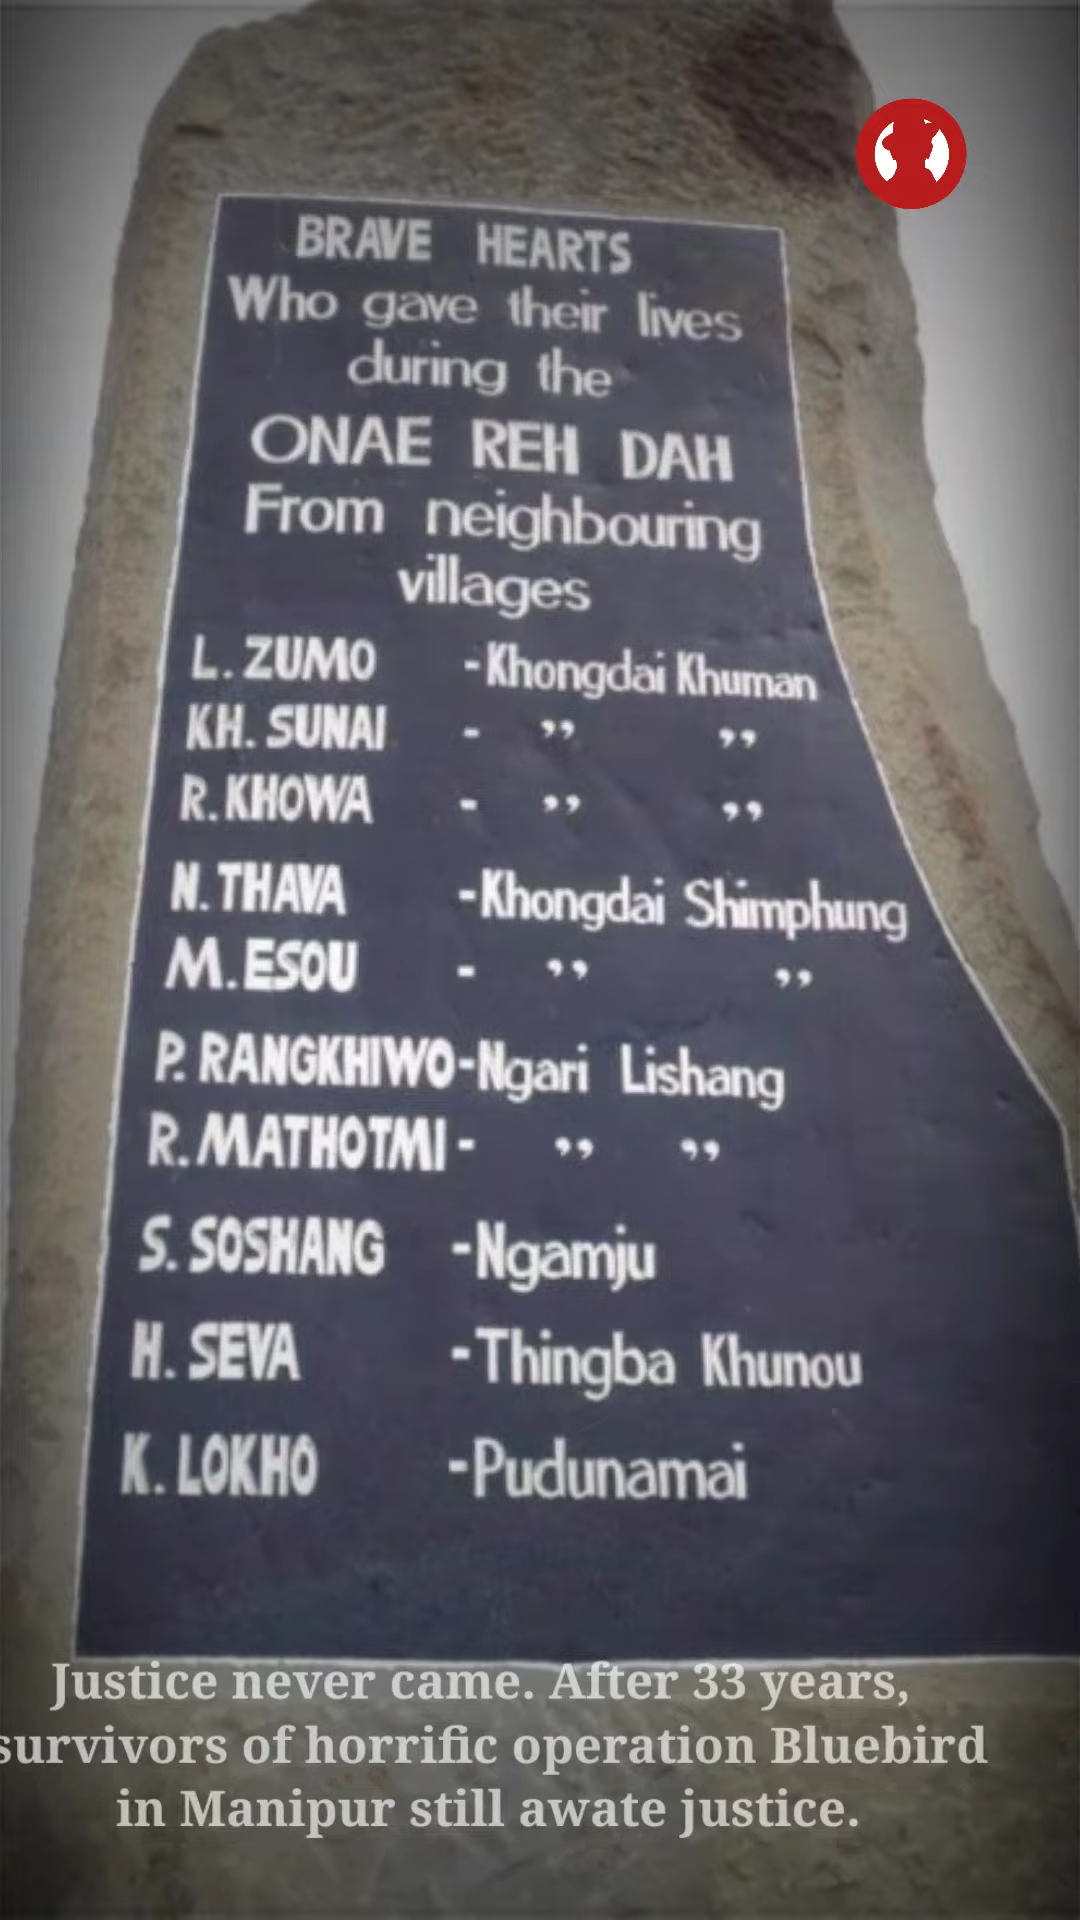 BRAVE HEARTS
Who gave their lives
during the
ONAE REH DAH
From neighbouring
villages
L. ZUMO - Khongdai Khuman
KH. SUNAI - ,, ,,
R. KHOWA - ,, ,,
N. THAVA - Khongdai Shimphung
M. ESOU - ,, ,,
P. RANGKHIWO - Ngari Lishang
R. MATHOTMI - ,, ,,
S. SOSHANG - Ngamju
H. SEVA - Thingba Khunou
K. LOKHO - Pudunamai
Justice never came. After 33 years,
survivors of horrific operation Bluebird
in Manipur still awate justice.